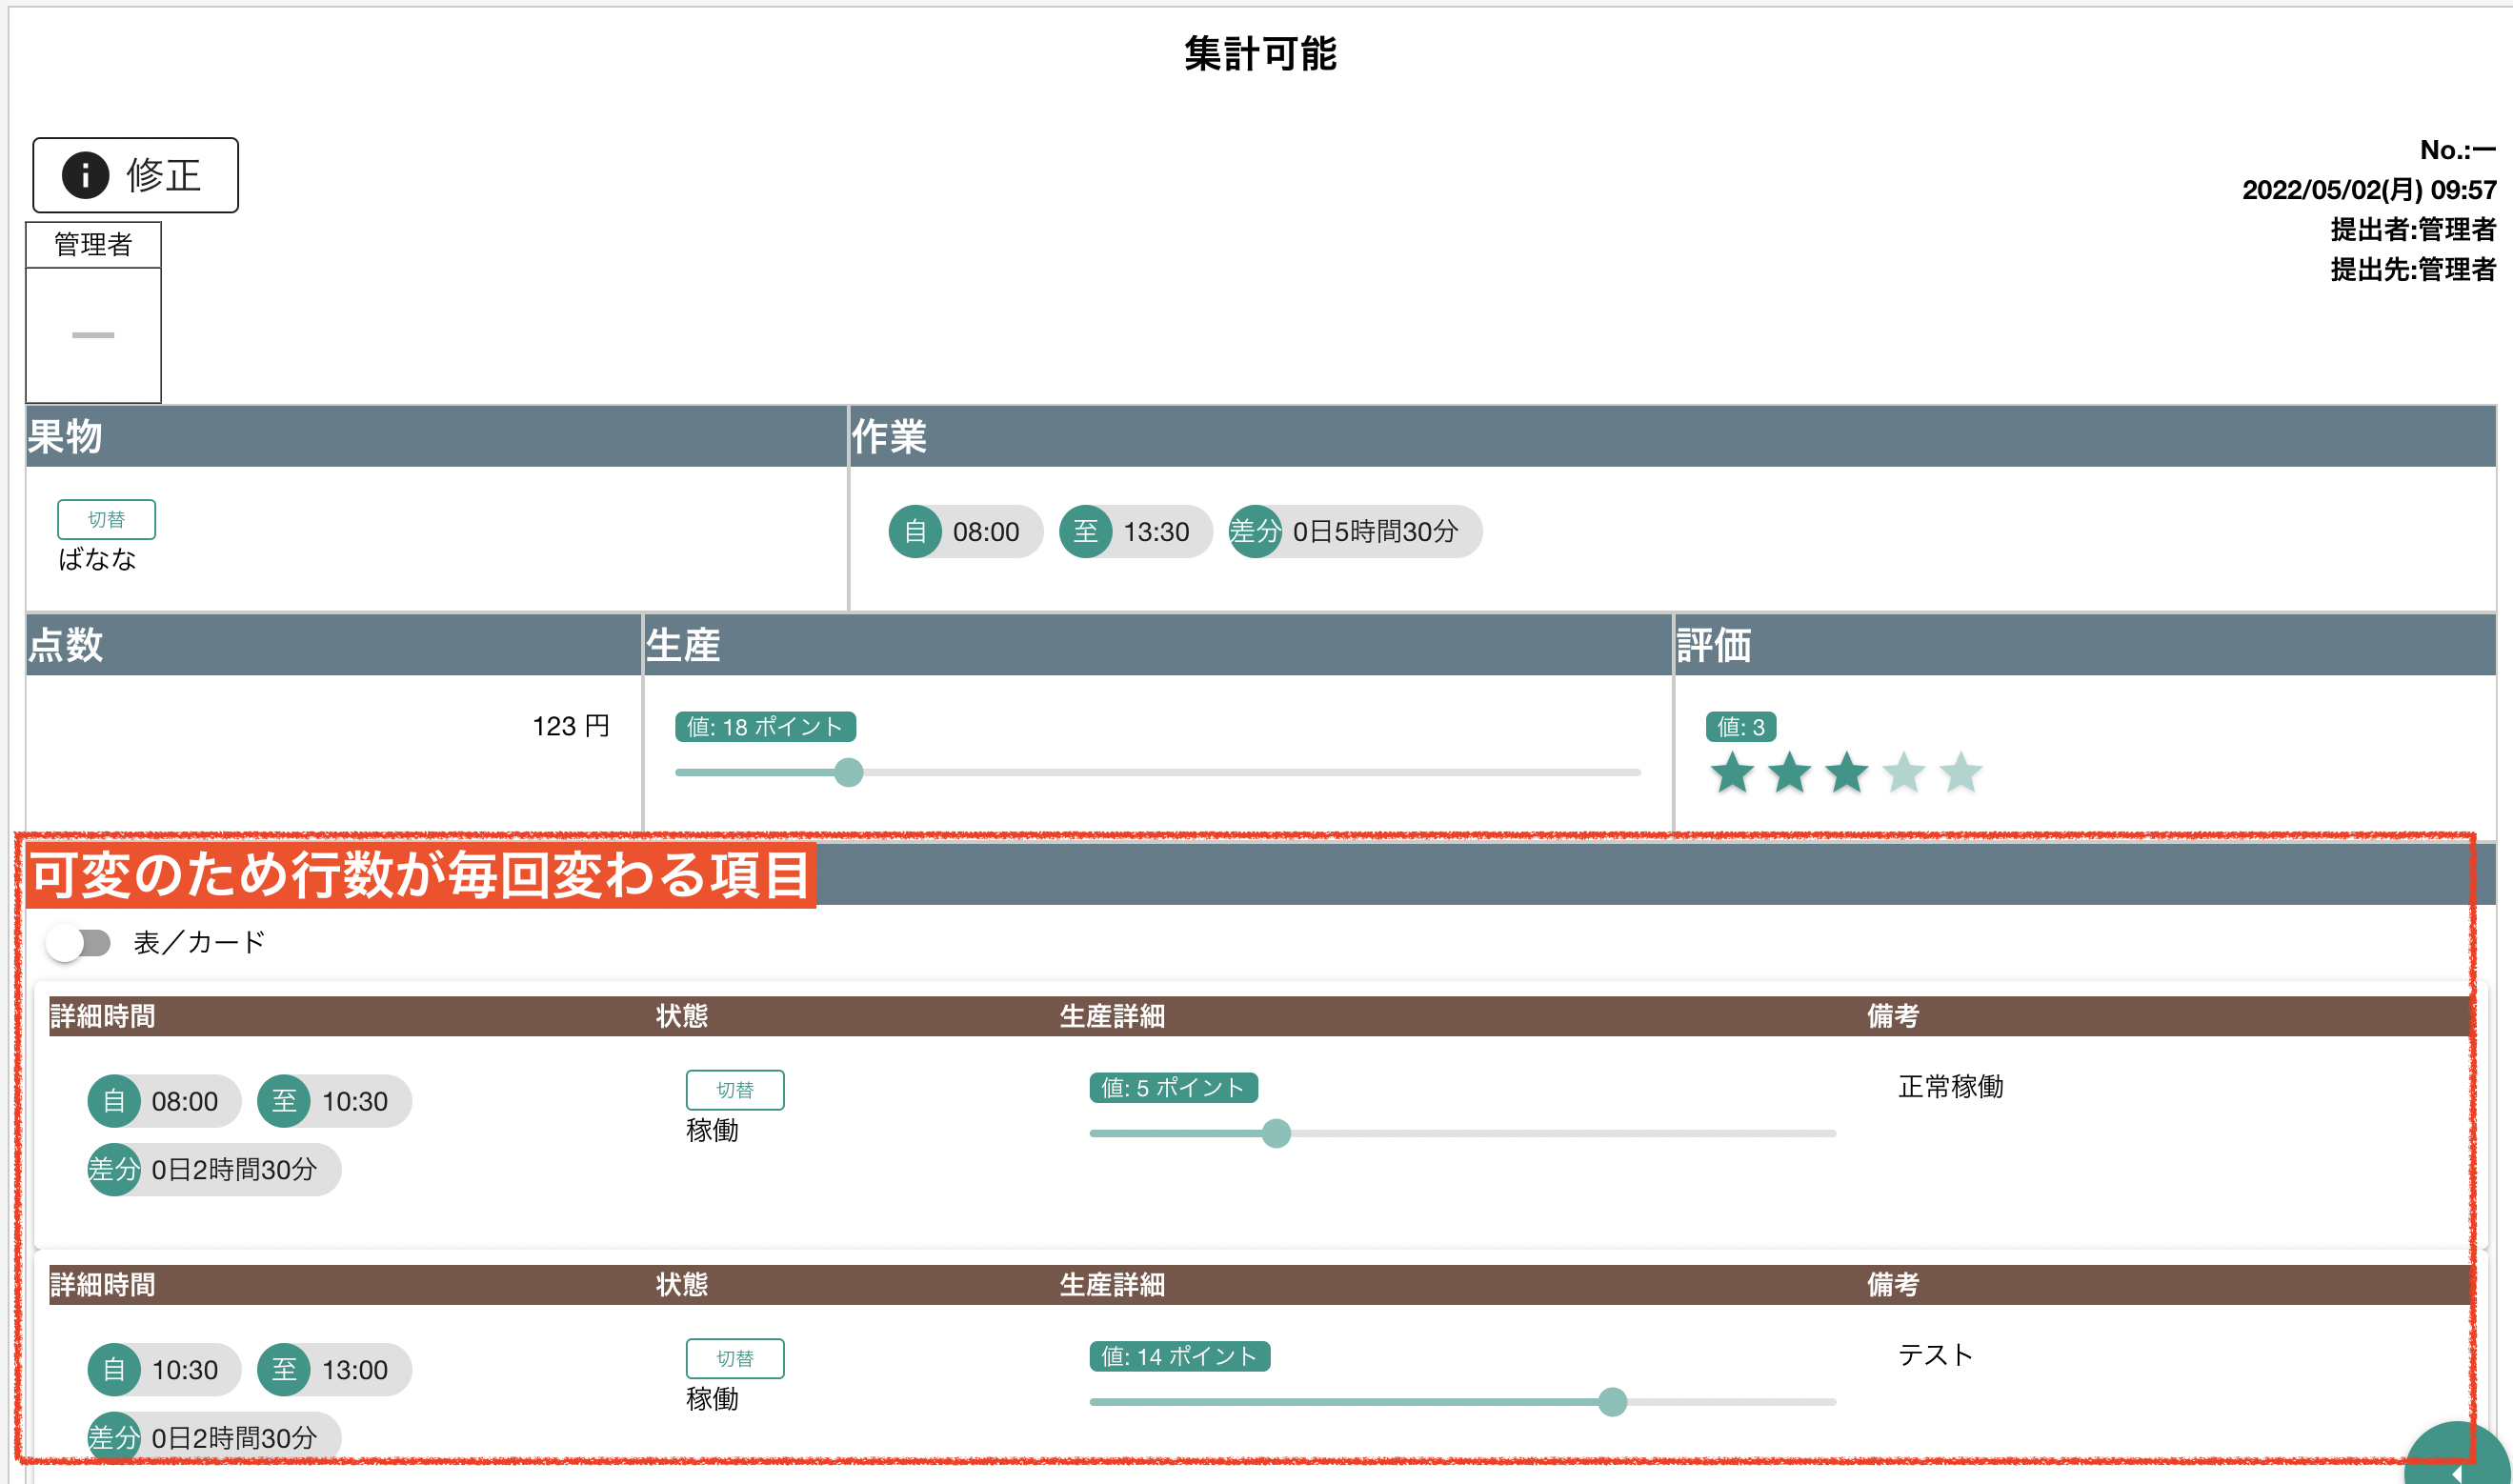 集計可能
修正
No.:ー
2022/05/02(月) 09:57
提出者:管理者
提出先:管理者
管理者
果物 作業
切替
ばなな
自 08:00 至 13:30 差分 0日5時間30分
点数 生産 評価
123 円
値: 18 ポイント
値: 3
可変のため行数が毎回変わる項目
表／カード
詳細時間 状態 生産詳細 備考
自 08:00 至 10:30
差分 0日2時間30分
切替
稼働
値: 5 ポイント
正常稼働
詳細時間 状態 生産詳細 備考
自 10:30 至 13:00
差分 0日2時間30分
切替
稼働
値: 14 ポイント
テスト